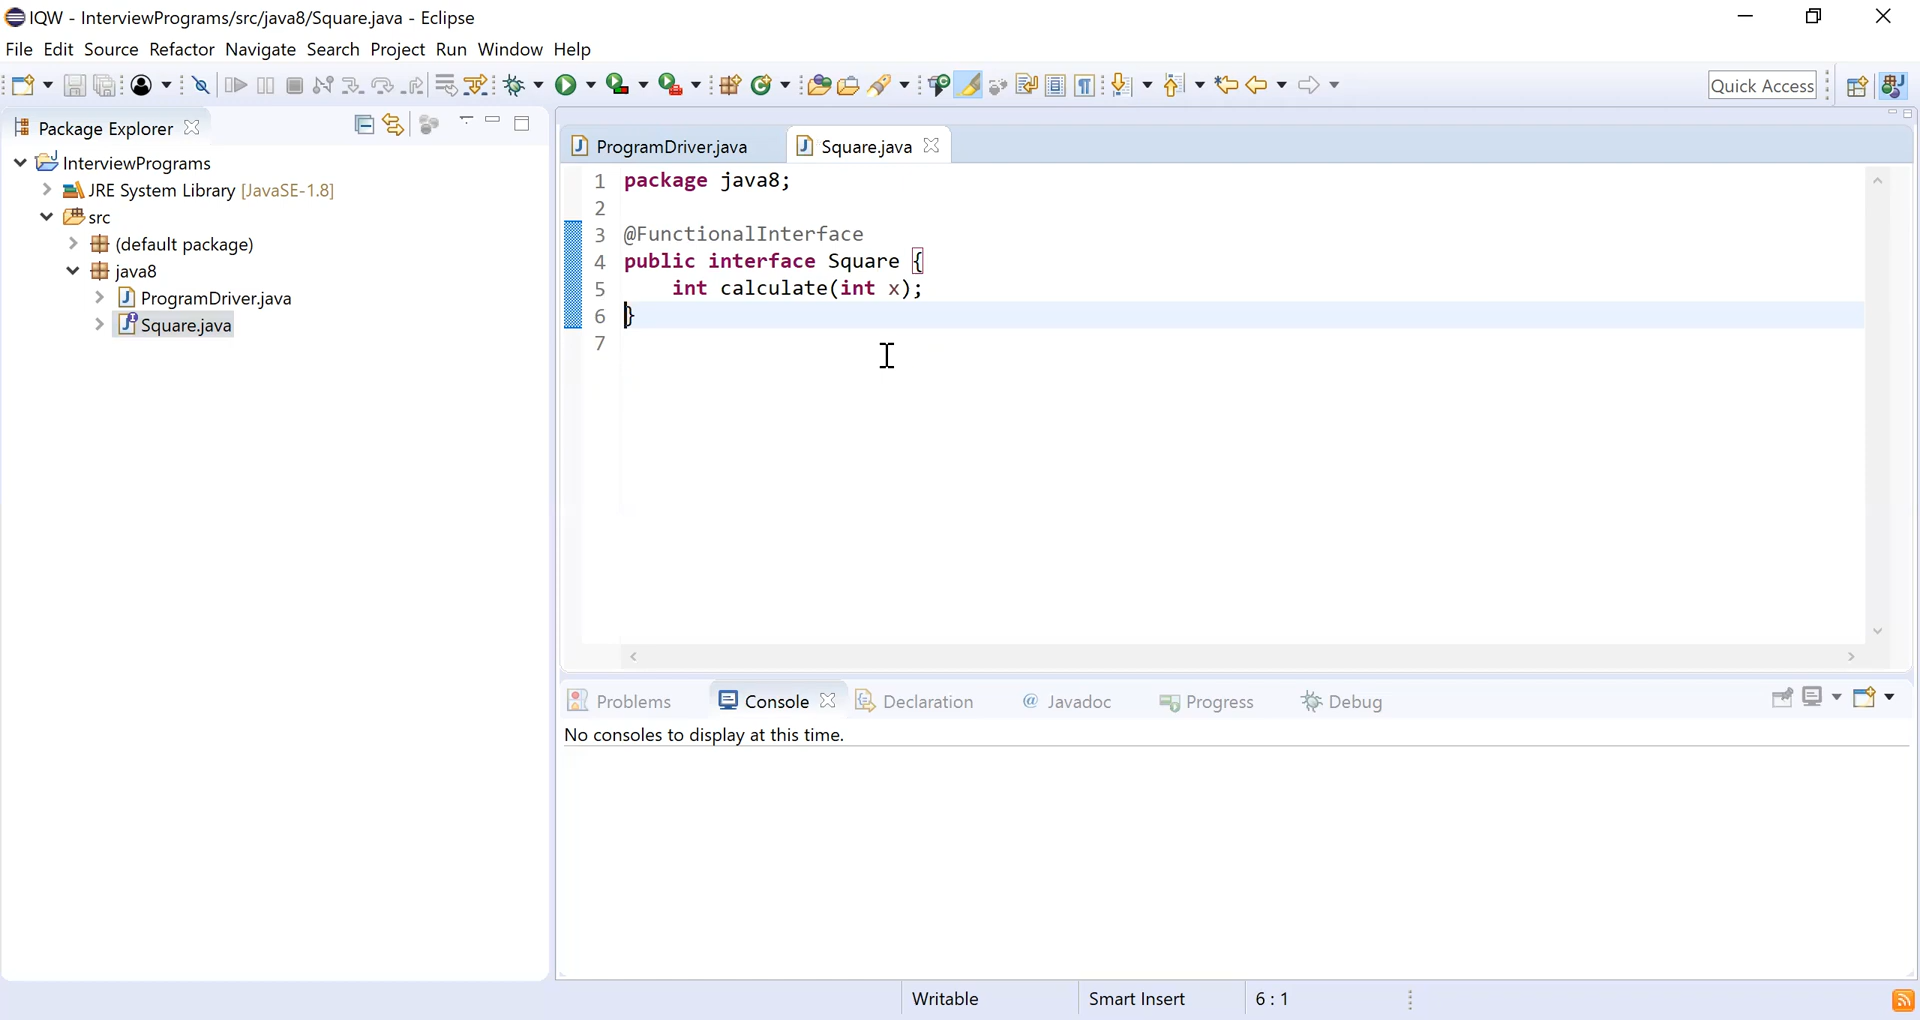 IQW - InterviewPrograms/src/java8/Square.java - Eclipse
File Edit Source Refactor Navigate Search Project Run Window Help
Quick Access
Package Explorer
InterviewPrograms
JRE System Library [JavaSE-1.8]
src
(default package)
java8
ProgramDriver.java
Square.java
ProgramDriver.java Square.java
1 package java8;
2
3 @FunctionalInterface
4 public interface Square {
5 int calculate(int x);
6 }
7
Problems Console Declaration @ Javadoc Progress Debug
No consoles to display at this time.
Writable Smart Insert 6 : 1